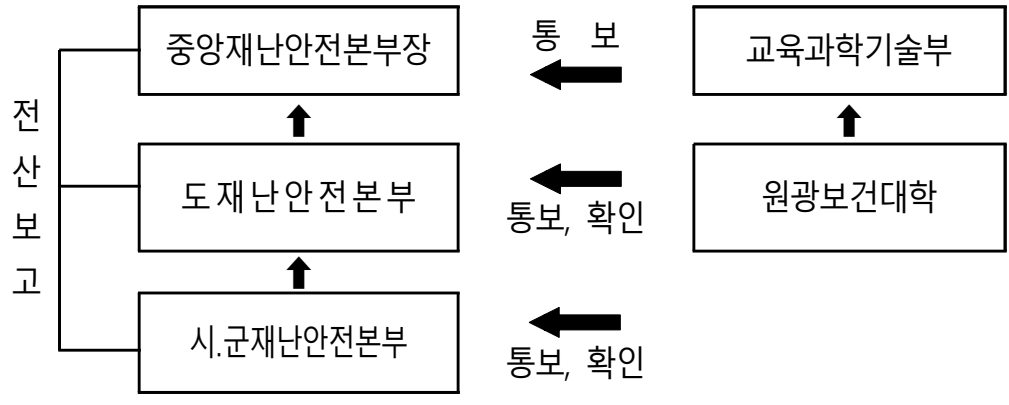 중앙재난안전본부장
통 보
교육과학기술부
전
산
보
고
도재난안전본부
통보, 확인
원광보건대학
시.군재난안전본부
통보, 확인